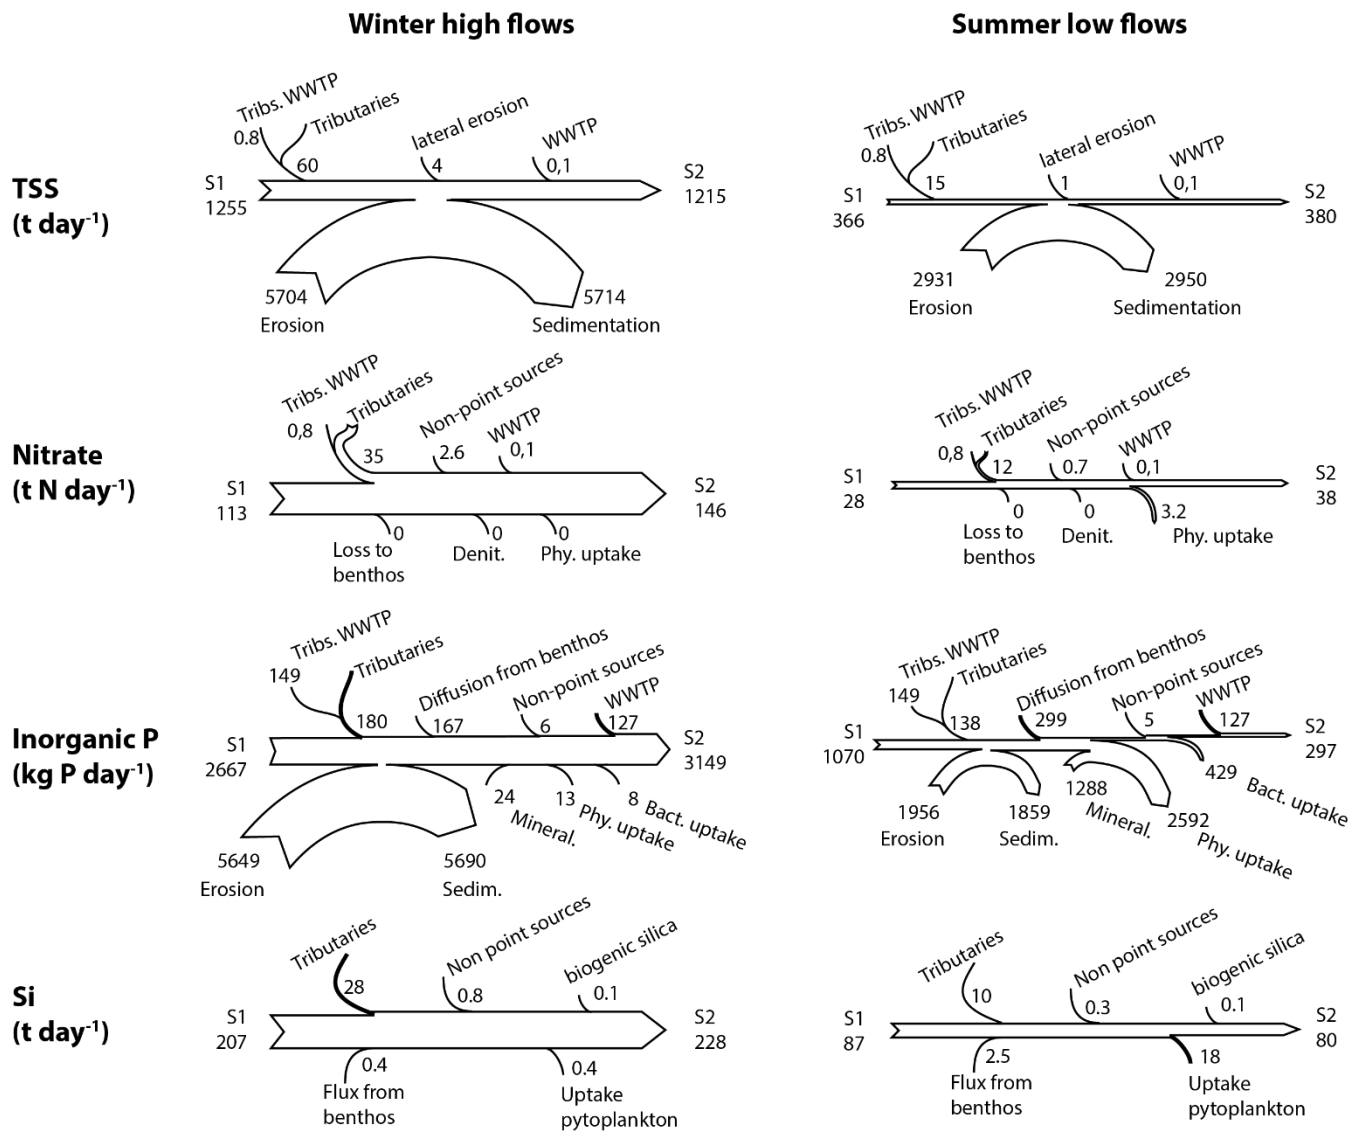 Winter high flows
Summer low flows
TSS
(t day⁻¹)
Tribs. WWTP
0.8
Tributaries
60
lateral erosion
4
WWTP
0,1
S1
1255
S2
1215
5704
Erosion
5714
Sedimentation
Tribs. WWTP
0.8
Tributaries
15
lateral erosion
1
WWTP
0,1
S1
366
S2
380
2931
Erosion
2950
Sedimentation
Nitrate
(t N day⁻¹)
Tribs. WWTP
0,8
Tributaries
35
Non-point sources
2.6
WWTP
0,1
S1
113
S2
146
0
Loss to
benthos
0
Denit.
0
Phy. uptake
Tribs. WWTP
0,8
Tributaries
12
Non-point sources
0.7
WWTP
0,1
S1
28
S2
38
0
Loss to
benthos
0
Denit.
3.2
Phy. uptake
Inorganic P
(kg P day⁻¹)
Tribs. WWTP
149
Tributaries
180
Diffusion from benthos
167
Non-point sources
6
WWTP
127
S1
2667
S2
3149
5649
Erosion
5690
Sedim.
24
Mineral.
13
Phy. uptake
8
Bact. uptake
Tribs. WWTP
149
Tributaries
138
Diffusion from benthos
299
Non-point sources
5
WWTP
127
S1
1070
S2
297
1956
Erosion
1859
Sedim.
1288
Mineral.
2592
Phy. uptake
429
Bact. uptake
Si
(t day⁻¹)
Tributaries
28
Non point sources
0.8
biogenic silica
0.1
S1
207
S2
228
0.4
Flux from
benthos
0.4
Uptake
pytoplankton
Tributaries
10
Non point sources
0.3
biogenic silica
0.1
S1
87
S2
80
2.5
Flux from
benthos
18
Uptake
pytoplankton